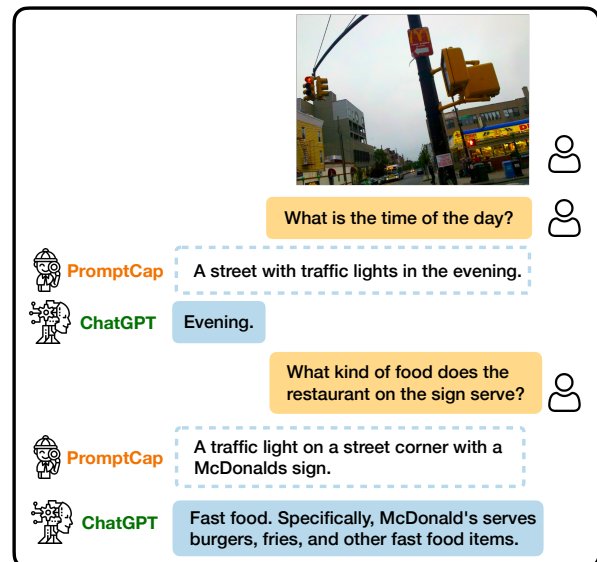 What is the time of the day?
PromptCap
A street with traffic lights in the evening.
ChatGPT
Evening.
What kind of food does the
restaurant on the sign serve?
PromptCap
A traffic light on a street corner with a
McDonalds sign.
ChatGPT
Fast food. Specifically, McDonald's serves
burgers, fries, and other fast food items.